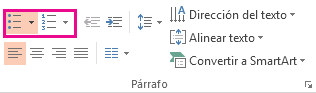 Dirección del texto
Alinear texto
Convertir a SmartArt
Párrafo